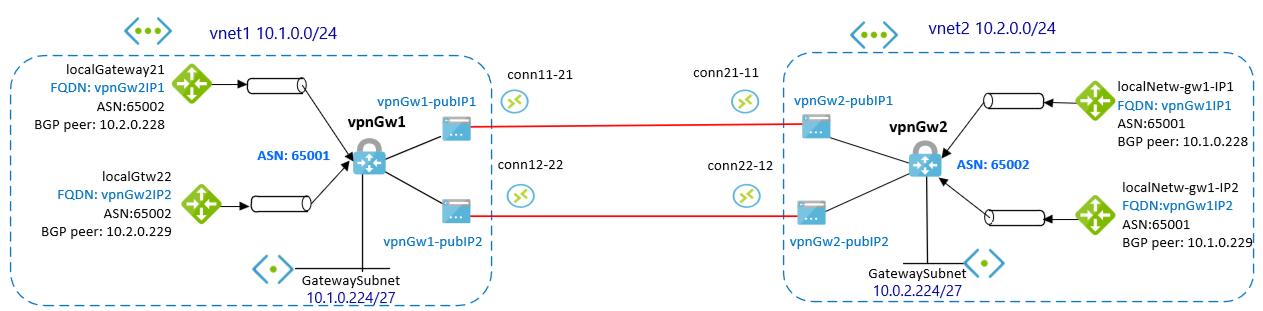 vnet1 10.1.0.0/24
localGateway21
FQDN: vpnGw2IP1
ASN:65002
BGP peer: 10.2.0.228
ASN: 65001
localGtw22
FQDN: vpnGw2IP2
ASN:65002
BGP peer: 10.2.0.229
vpnGw1
vpnGw1-pubIP1
vpnGw1-pubIP2
GatewaySubnet
10.1.0.224/27
conn11-21
conn12-22
conn21-11
conn22-12
vnet2 10.2.0.0/24
vpnGw2-pubIP1
vpnGw2-pubIP2
vpnGw2
ASN: 65002
GatewaySubnet
10.0.2.224/27
localNetw-gw1-IP1
FQDN: vpnGw1IP1
ASN:65001
BGP peer: 10.1.0.228
localNetw-gw1-IP2
FQDN:vpnGw1IP2
ASN:65001
BGP peer: 10.1.0.229